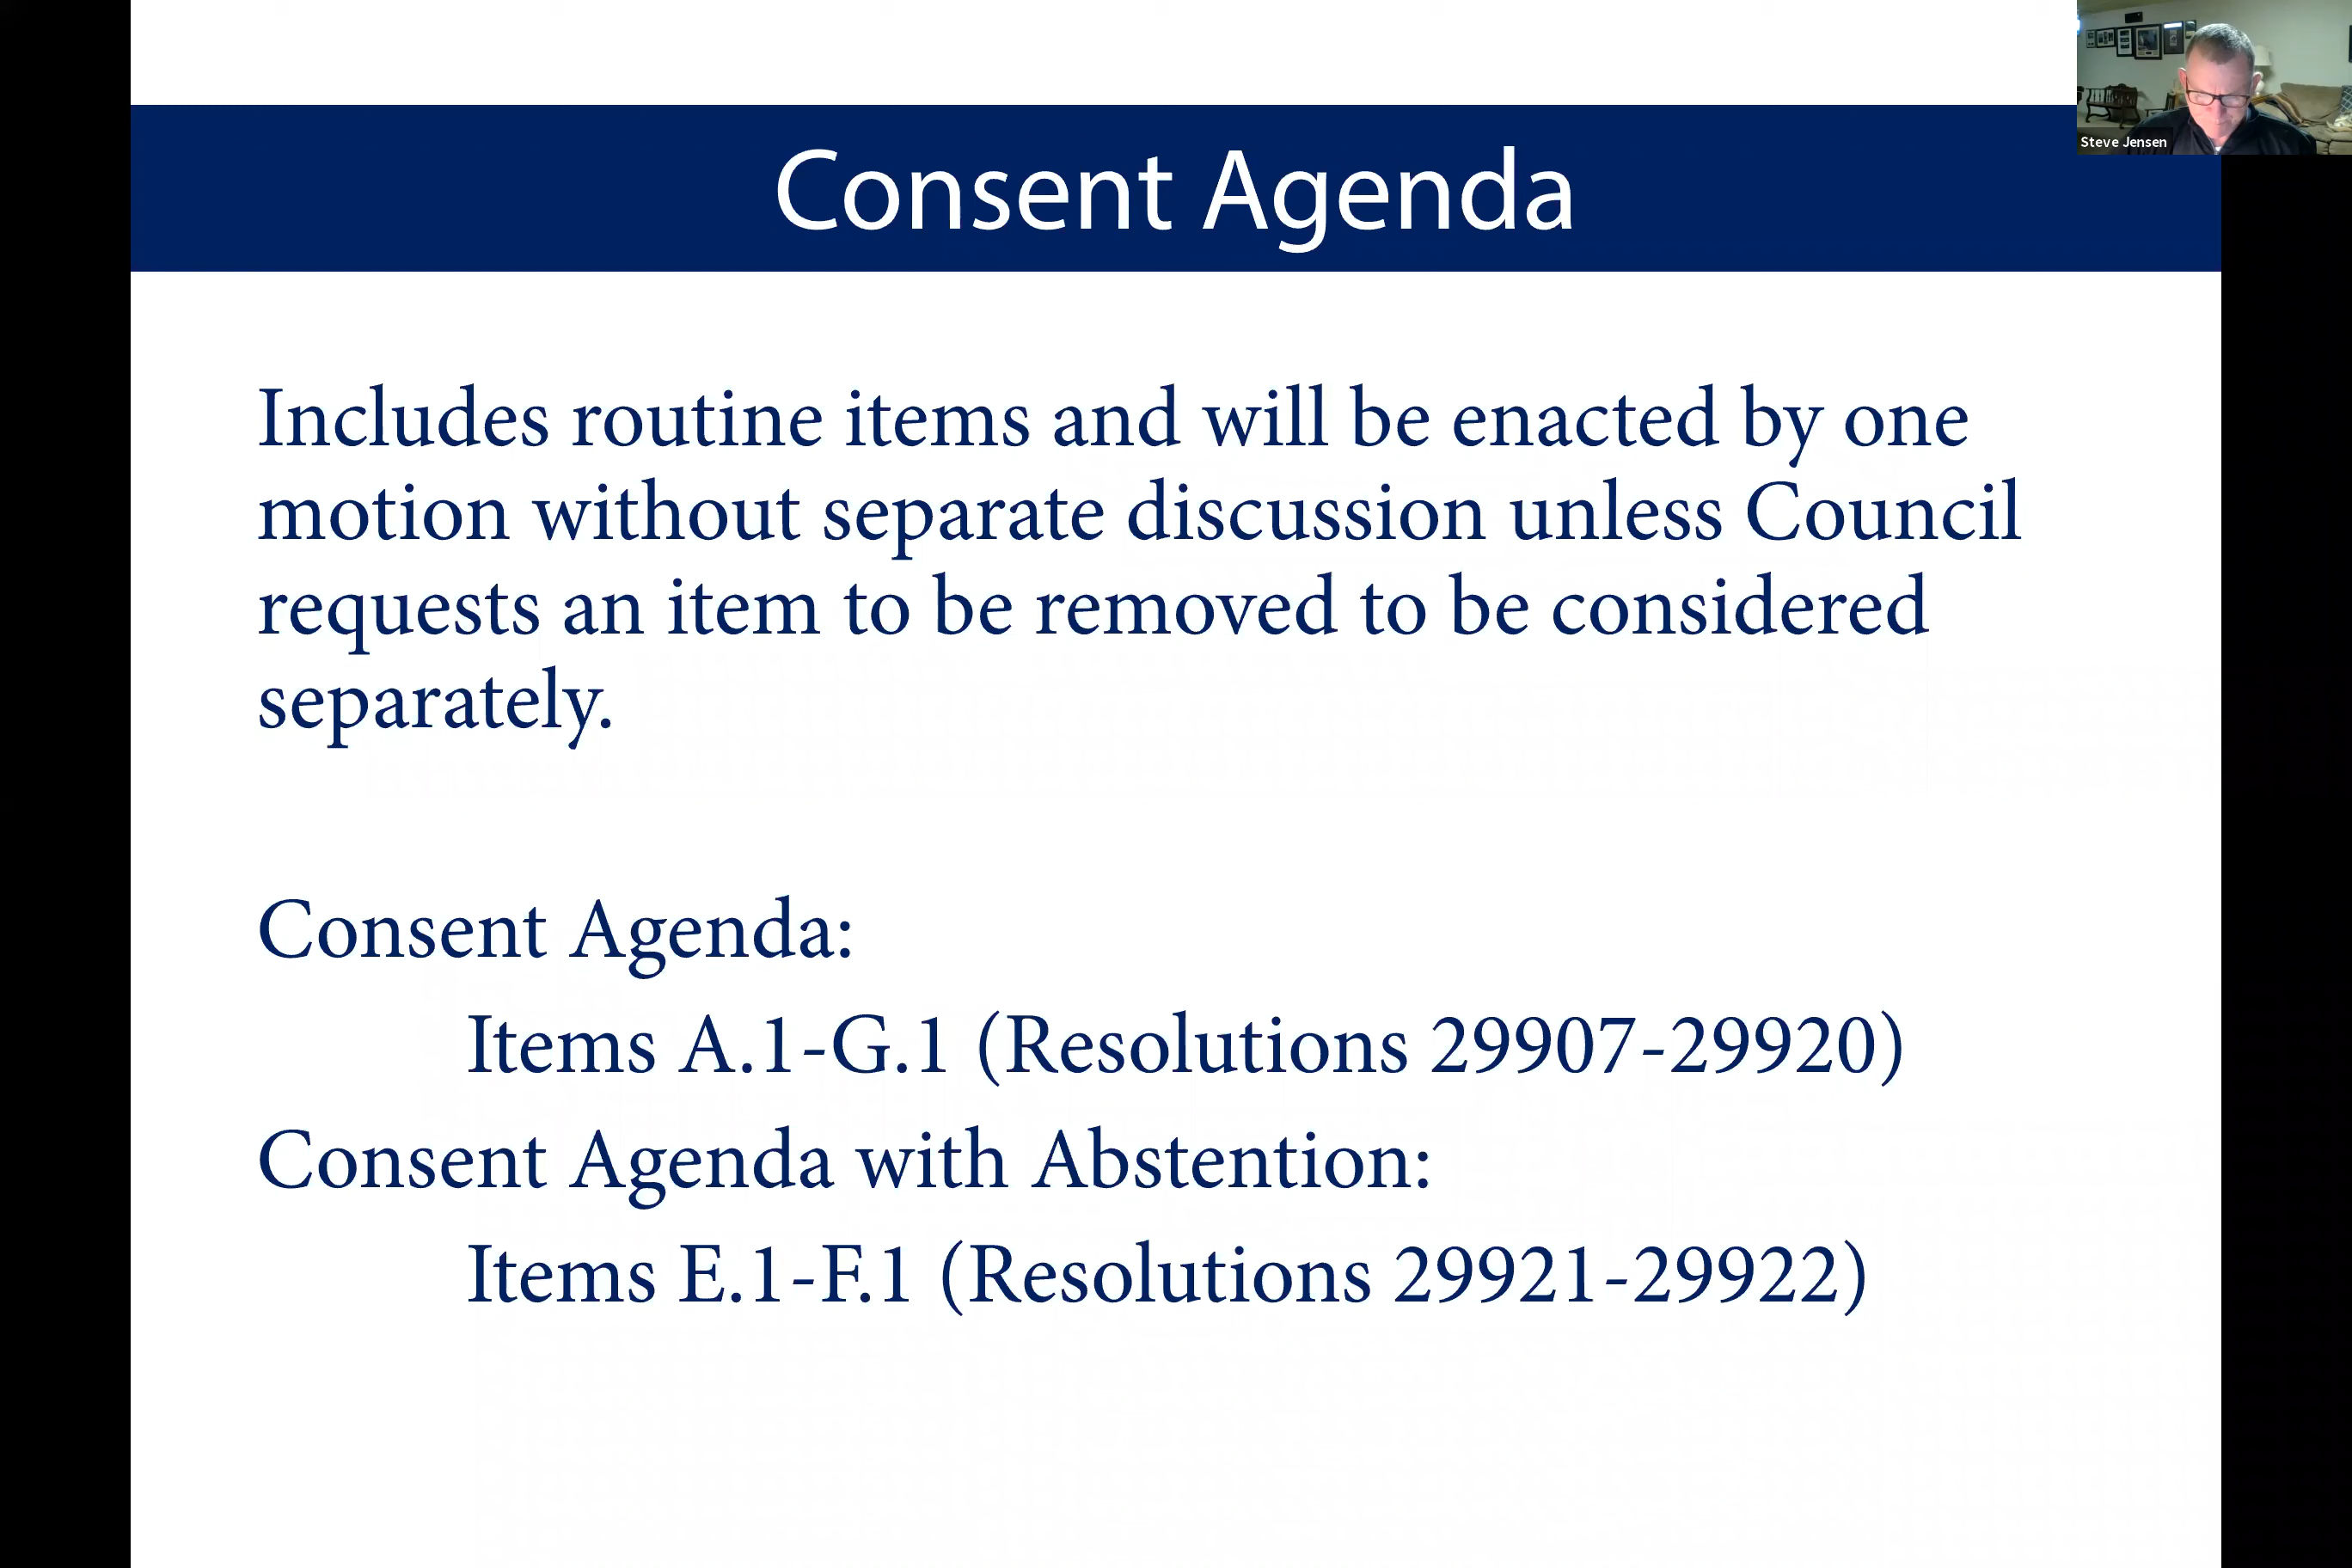 Steve Jensen
Consent Agenda
Includes routine items and will be enacted by one
motion without separate discussion unless Council
requests an item to be removed to be considered
separately.
Consent Agenda:
Items A.1-G.1 (Resolutions 29907-29920)
Consent Agenda with Abstention:
Items E.1-F.1 (Resolutions 29921-29922)